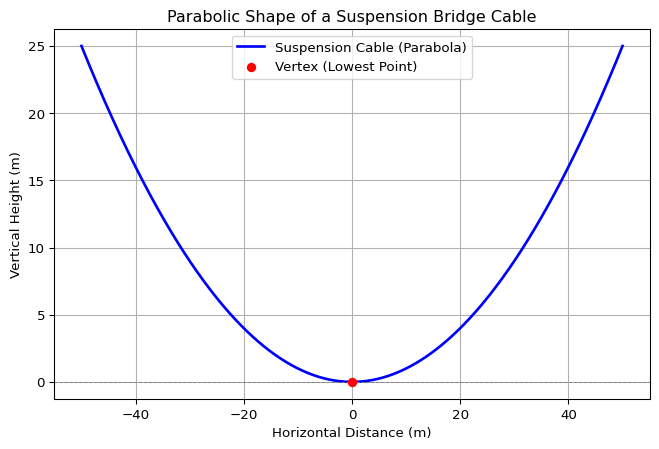 Parabolic Shape of a Suspension Bridge Cable
Suspension Cable (Parabola)
Vertex (Lowest Point)
Vertical Height (m)
25
20
15
10
5
0
−40 −20 0 20 40
Horizontal Distance (m)